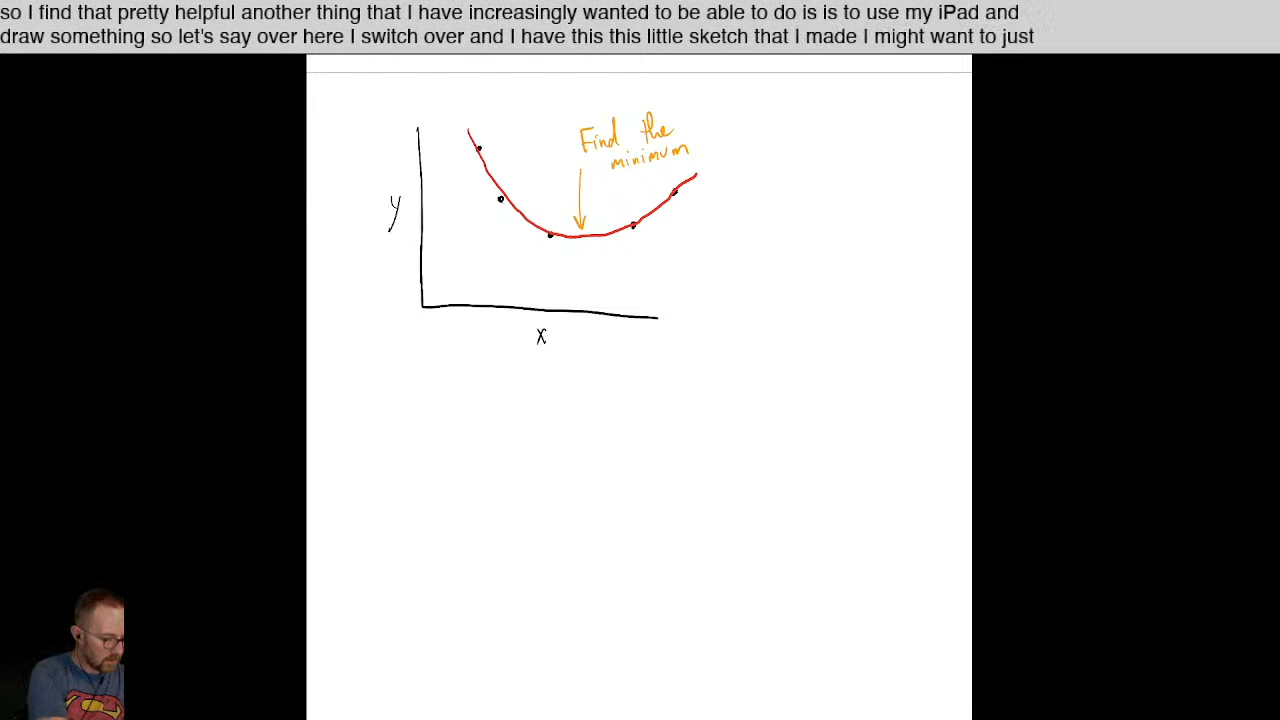 so I find that pretty helpful another thing that I have increasingly wanted to be able to do is is to use my iPad and
draw something so let's say over here I switch over and I have this this little sketch that I made I might want to just
Find the
minimum
y
x